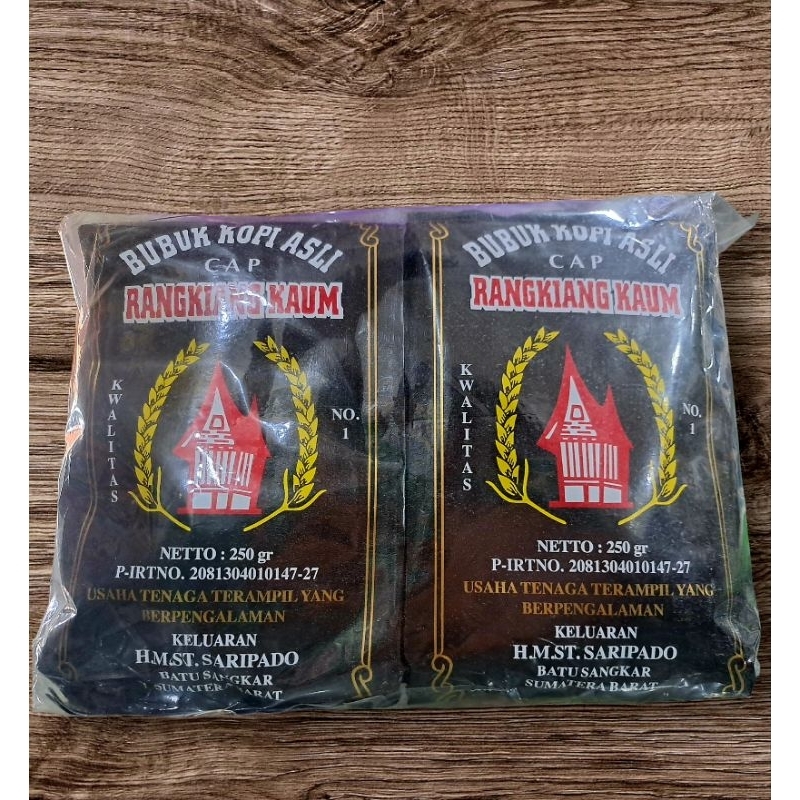 BUBUK KOPI ASLI
CAP
RANGKIANG KAUM
KWALITAS
NO.
1
NETTO : 250 gr
P-IRTNO. 2081304010147-27
USAHA TENAGA TERAMPIL YANG
BERPENGALAMAN
KELUARAN
H.M.ST. SARIPADO
BATU SANGKAR
SUMATERA BARAT
BUBUK KOPI ASLI
CAP
RANGKIANG KAUM
KWALITAS
NO.
1
NETTO : 250 gr
P-IRTNO. 2081304010147-27
USAHA TENAGA TERAMPIL YANG
BERPENGALAMAN
KELUARAN
H.M.ST. SARIPADO
BATU SANGKAR
SUMATERA BARAT